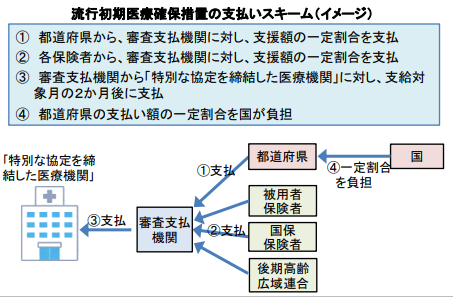 流行初期医療確保措置の支払いスキーム（イメージ）
① 都道府県から、審査支払機関に対し、支援額の一定割合を支払
② 各保険者から、審査支払機関に対し、支援額の一定割合を支払
③ 審査支払機関から「特別な協定を締結した医療機関」に対し、支給対
象月の２か月後に支払
④ 都道府県の支払い額の一定割合を国が負担
「特別な協定を締
結した医療機関」
③支払
審査支払
機関
①支払
都道府県
④一定割合
を負担
国
被用者
保険者
②支払
国保
保険者
後期高齢
広域連合